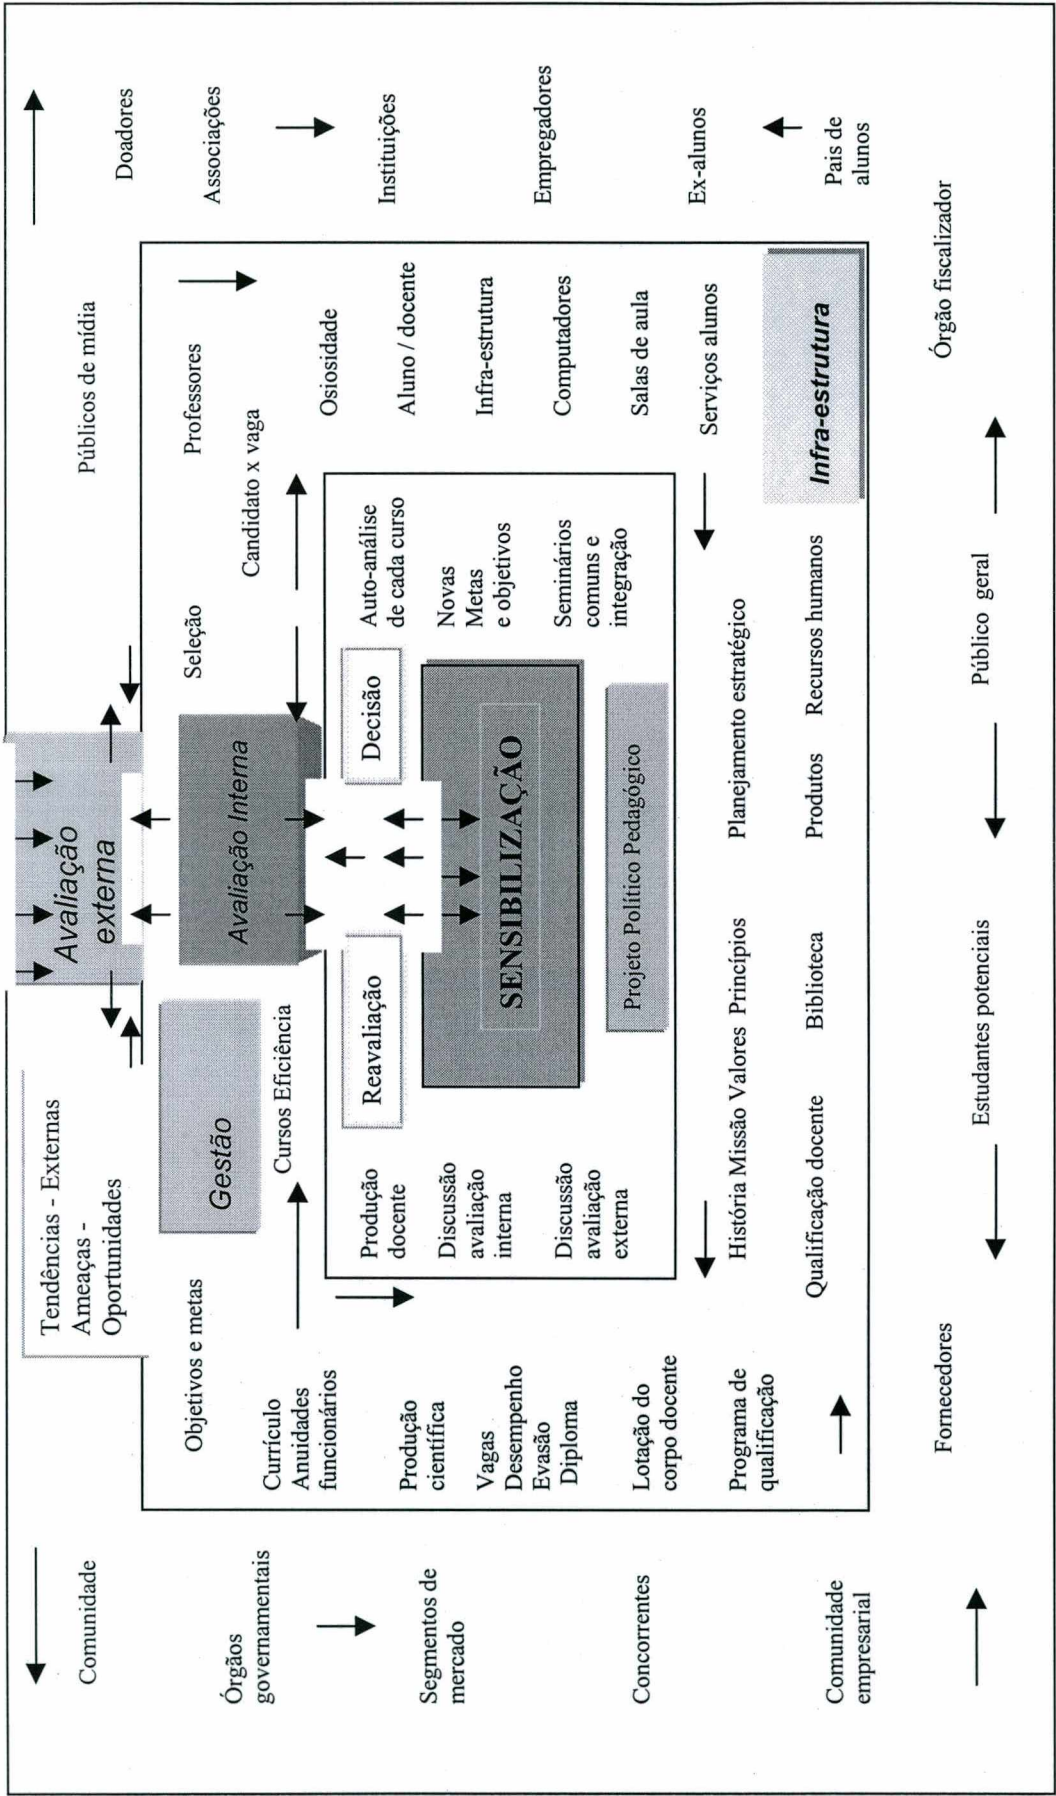 Tendências - Externas
Ameaças -
Oportunidades
Avaliação
externa
Públicos de mídia
Doadores
Associações
Instituições
Empregadores
Ex-alunos
Pais de
alunos
Órgão fiscalizador
Comunidade
Órgãos
governamentais
Segmentos de
mercado
Concorrentes
Comunidade
empresarial
Fornecedores
Estudantes potenciais
Público geral
Objetivos e metas
Gestão
Avaliação Interna
Seleção
Professores
Candidato x vaga
Cursos Eficiência
Currículo
Anuidades
funcionários
Produção
científica
Vagas
Desempenho
Evasão
Diploma
Lotação do
corpo docente
Programa de
qualificação
Osiosidade
Aluno / docente
Infra-estrutura
Computadores
Salas de aula
Serviços alunos
Infra-estrutura
História Missão Valores Princípios
Planejamento estratégico
Qualificação docente
Biblioteca
Produtos
Recursos humanos
Reavaliação
Decisão
Produção
docente
Discussão
avaliação
interna
Discussão
avaliação
externa
SENSIBILIZAÇÃO
Projeto Político Pedagógico
Auto-análise
de cada curso
Novas
Metas
e objetivos
Seminários
comuns e
integração